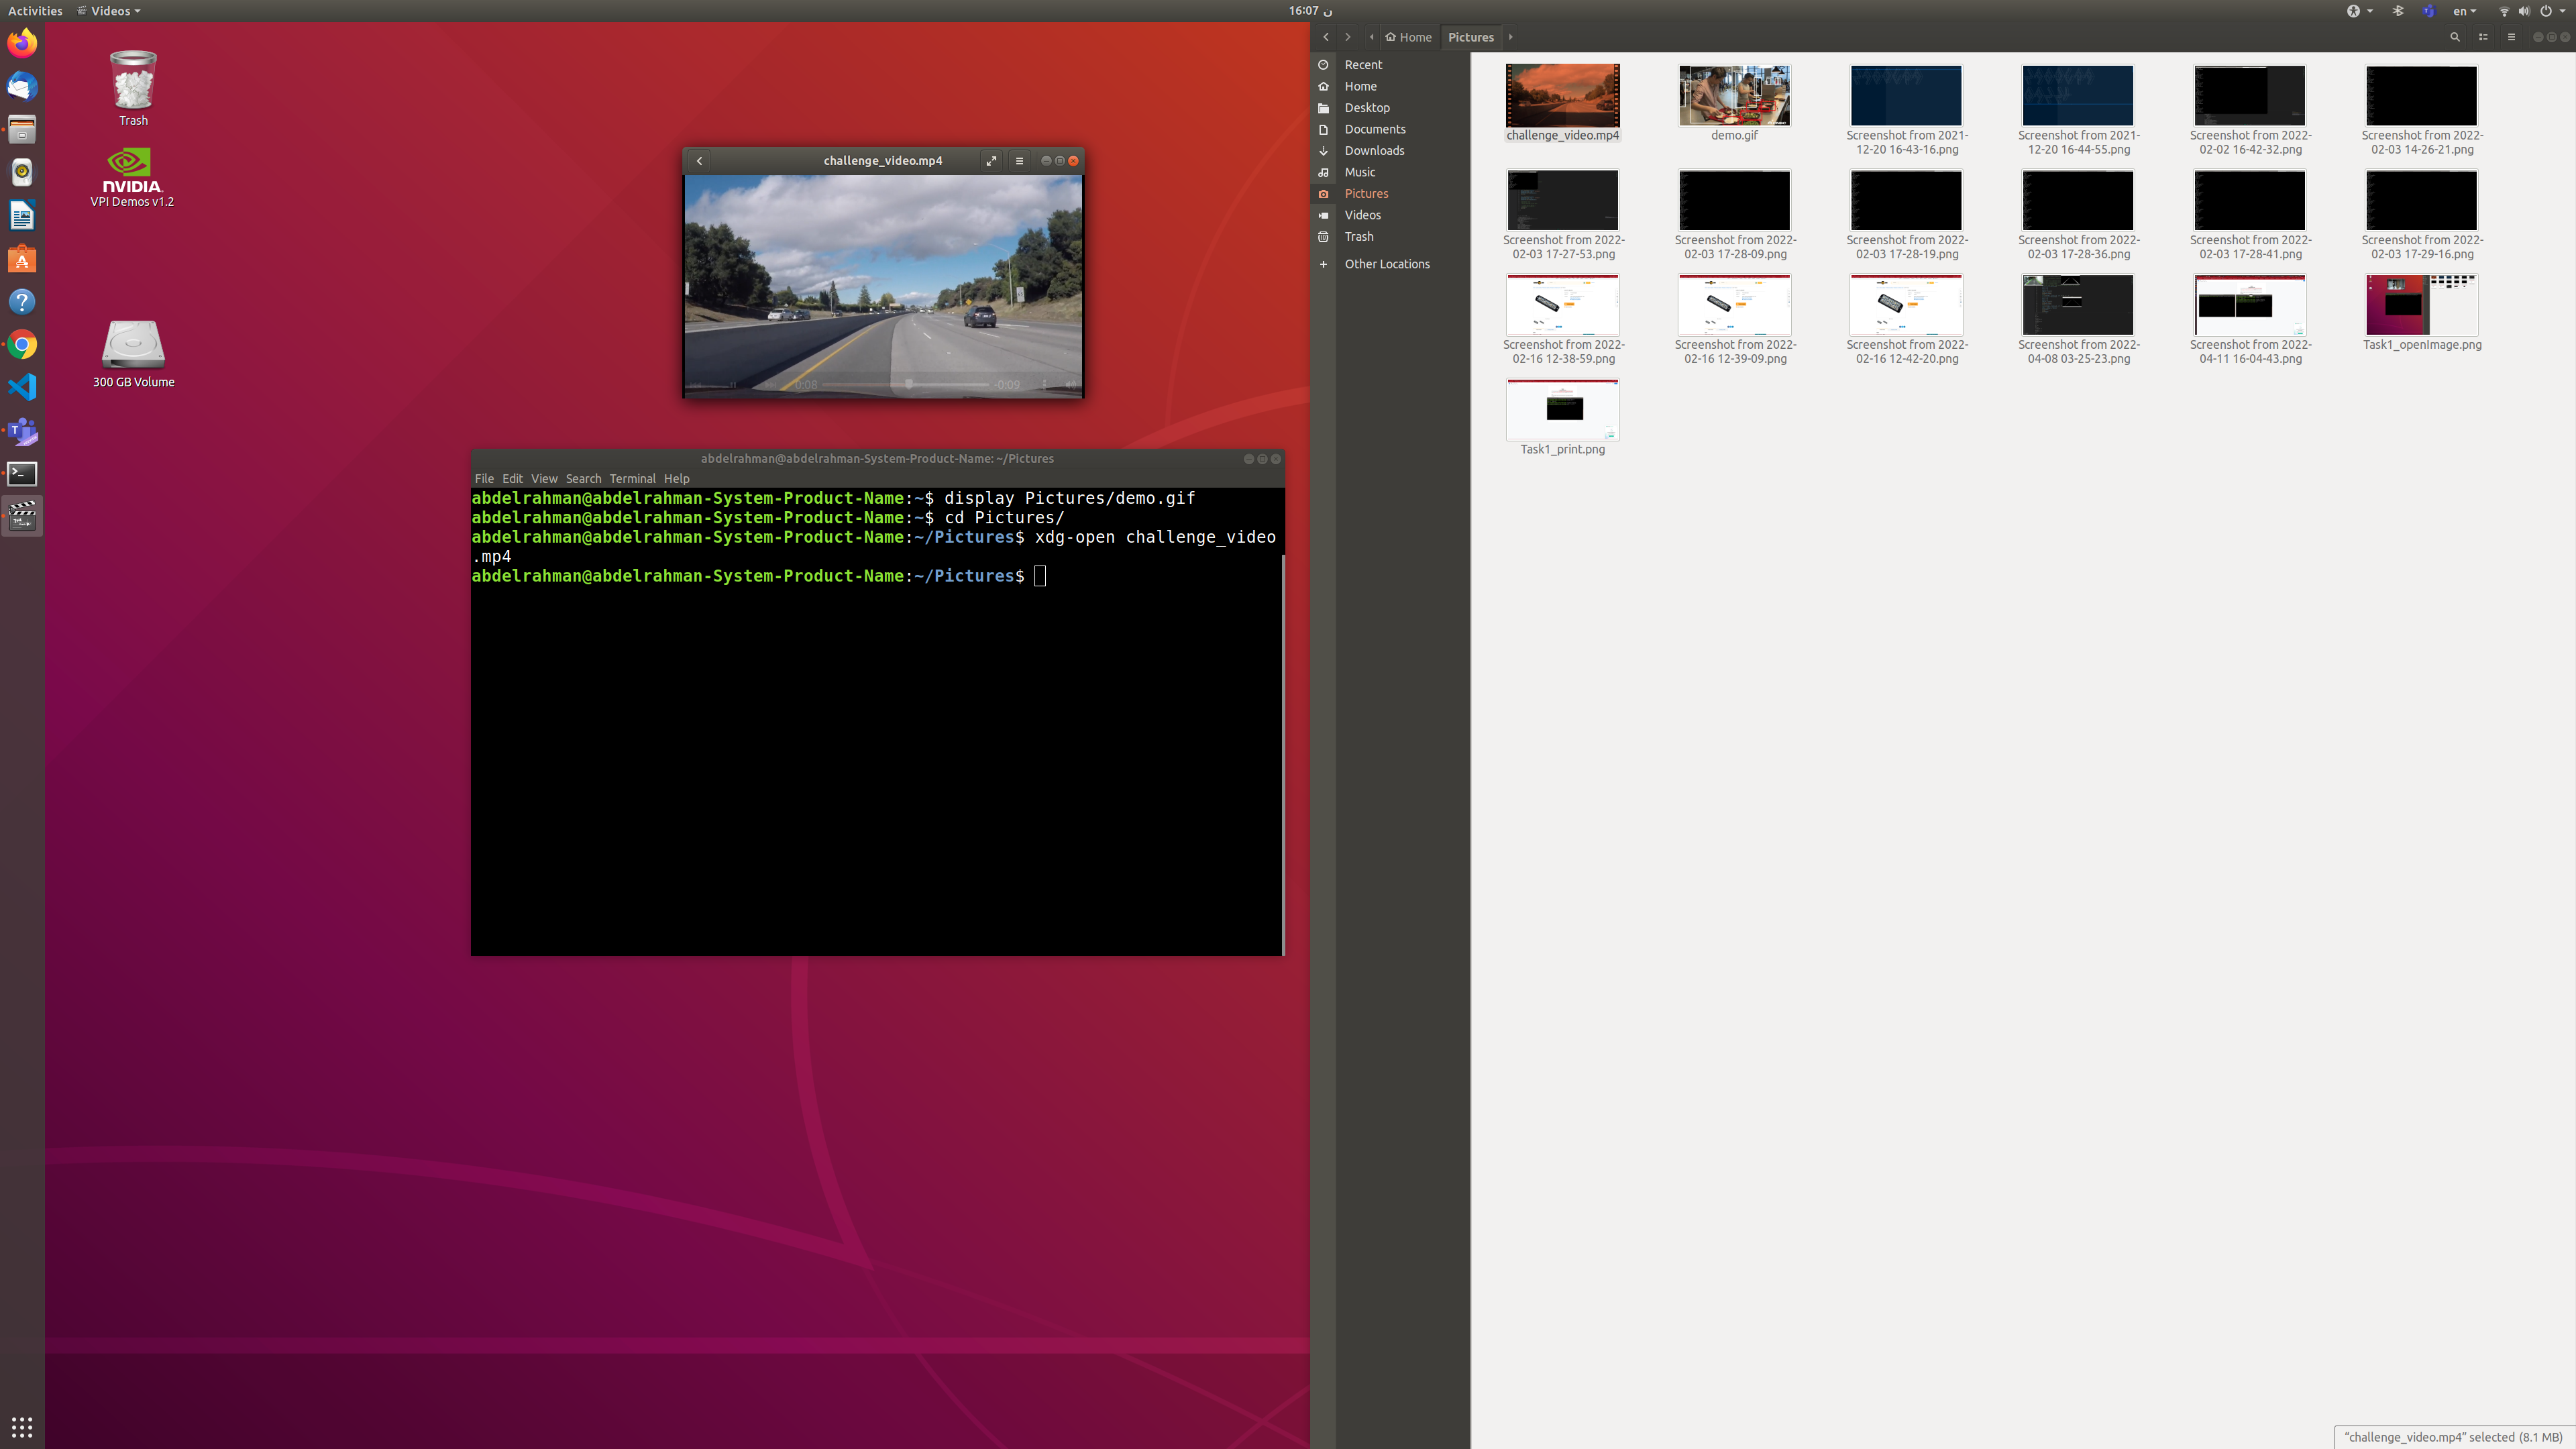 Activities
Videos
16:07 ن
en
Trash
NVIDIA.
VPI Demos v1.2
300 GB Volume
challenge_video.mp4
0:08
-0:09
abdelrahman@abdelrahman-System-Product-Name: ~/Pictures
File Edit View Search Terminal Help
abdelrahman@abdelrahman-System-Product-Name:~$ display Pictures/demo.gif
abdelrahman@abdelrahman-System-Product-Name:~$ cd Pictures/
abdelrahman@abdelrahman-System-Product-Name:~/Pictures$ xdg-open challenge_video
.mp4
abdelrahman@abdelrahman-System-Product-Name:~/Pictures$
Home
Pictures
Recent
Home
Desktop
Documents
Downloads
Music
Pictures
Videos
Trash
Other Locations
challenge_video.mp4
demo.gif
Screenshot from 2021-
12-20 16-43-16.png
Screenshot from 2021-
12-20 16-44-55.png
Screenshot from 2022-
02-02 16-42-32.png
Screenshot from 2022-
02-03 14-26-21.png
Screenshot from 2022-
02-03 17-27-53.png
Screenshot from 2022-
02-03 17-28-09.png
Screenshot from 2022-
02-03 17-28-19.png
Screenshot from 2022-
02-03 17-28-36.png
Screenshot from 2022-
02-03 17-28-41.png
Screenshot from 2022-
02-03 17-29-16.png
Screenshot from 2022-
02-16 12-38-59.png
Screenshot from 2022-
02-16 12-39-09.png
Screenshot from 2022-
02-16 12-42-20.png
Screenshot from 2022-
04-08 03-25-23.png
Screenshot from 2022-
04-11 16-04-43.png
Task1_openImage.png
Task1_print.png
"challenge_video.mp4" selected (8.1 MB)